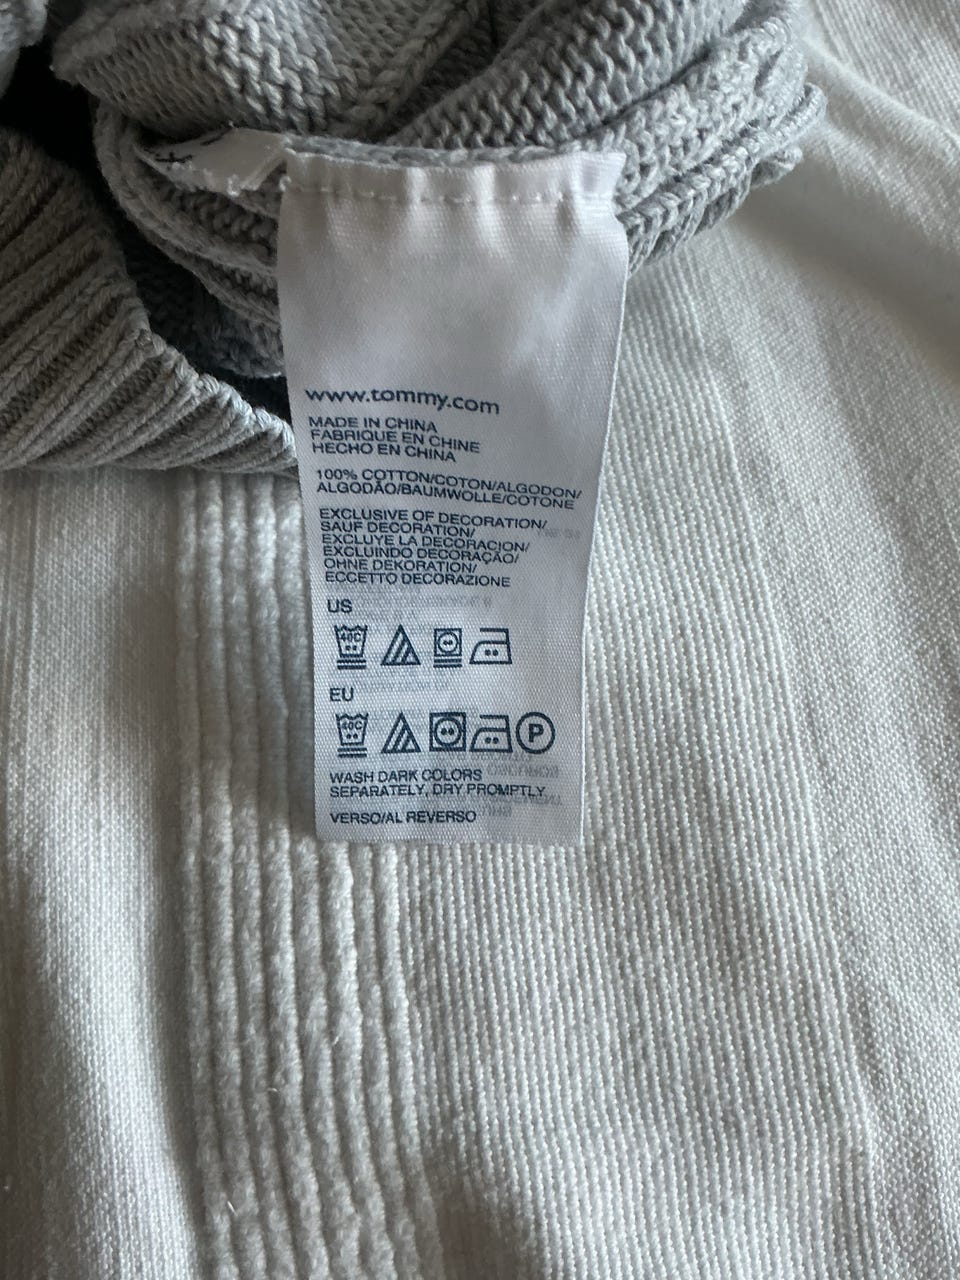 www.tommy.com
MADE IN CHINA
FABRIQUE EN CHINE
HECHO EN CHINA
100% COTTON/COTON/ALGODON/
ALGODÃO/BAUMWOLLE/COTONE
EXCLUSIVE OF DECORATION/
SAUF DECORATION/
EXCLUYE LA DECORACION/
EXCLUINDO DECORAÇÃO/
OHNE DEKORATION/
ECCETTO DECORAZIONE
US
40C
EU
40C P
WASH DARK COLORS
SEPARATELY, DRY PROMPTLY
VERSO/AL REVERSO